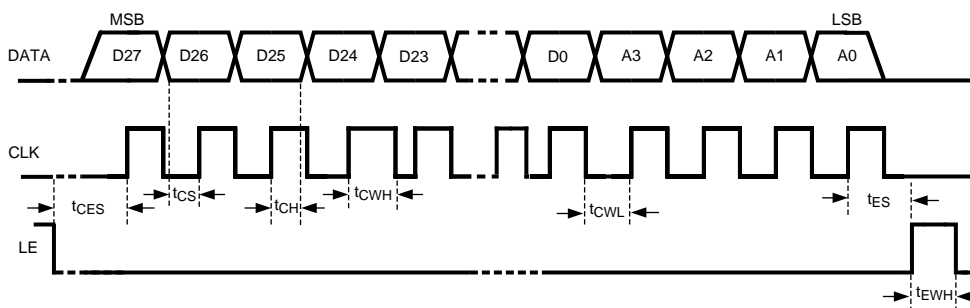 MSB
LSB
DATA
D27
D26
D25
D24
D23
D0
A3
A2
A1
A0
CLK
tCES
tCS
tCH
tCWH
tCWL
tES
LE
tEWH